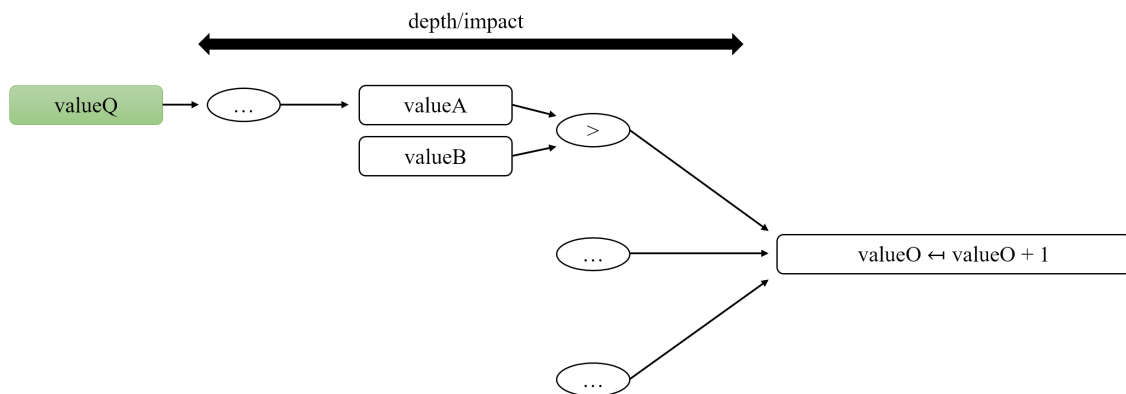 depth/impact
valueQ
…
valueA
valueB
>
…
valueO ↤ valueO + 1
…